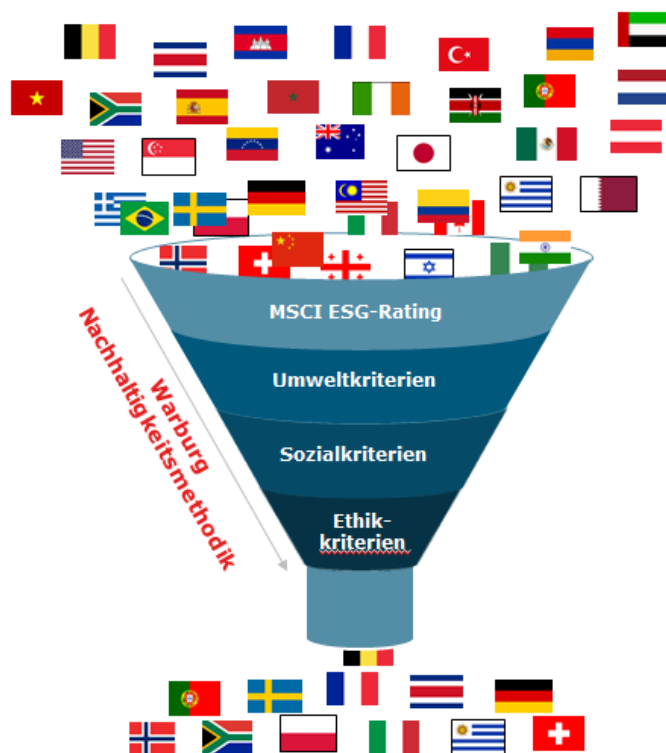 MSCI ESG-Rating
Umweltkriterien
Sozialkriterien
Ethik-
kriterien
Warburg
Nachhaltigkeitsmethodik